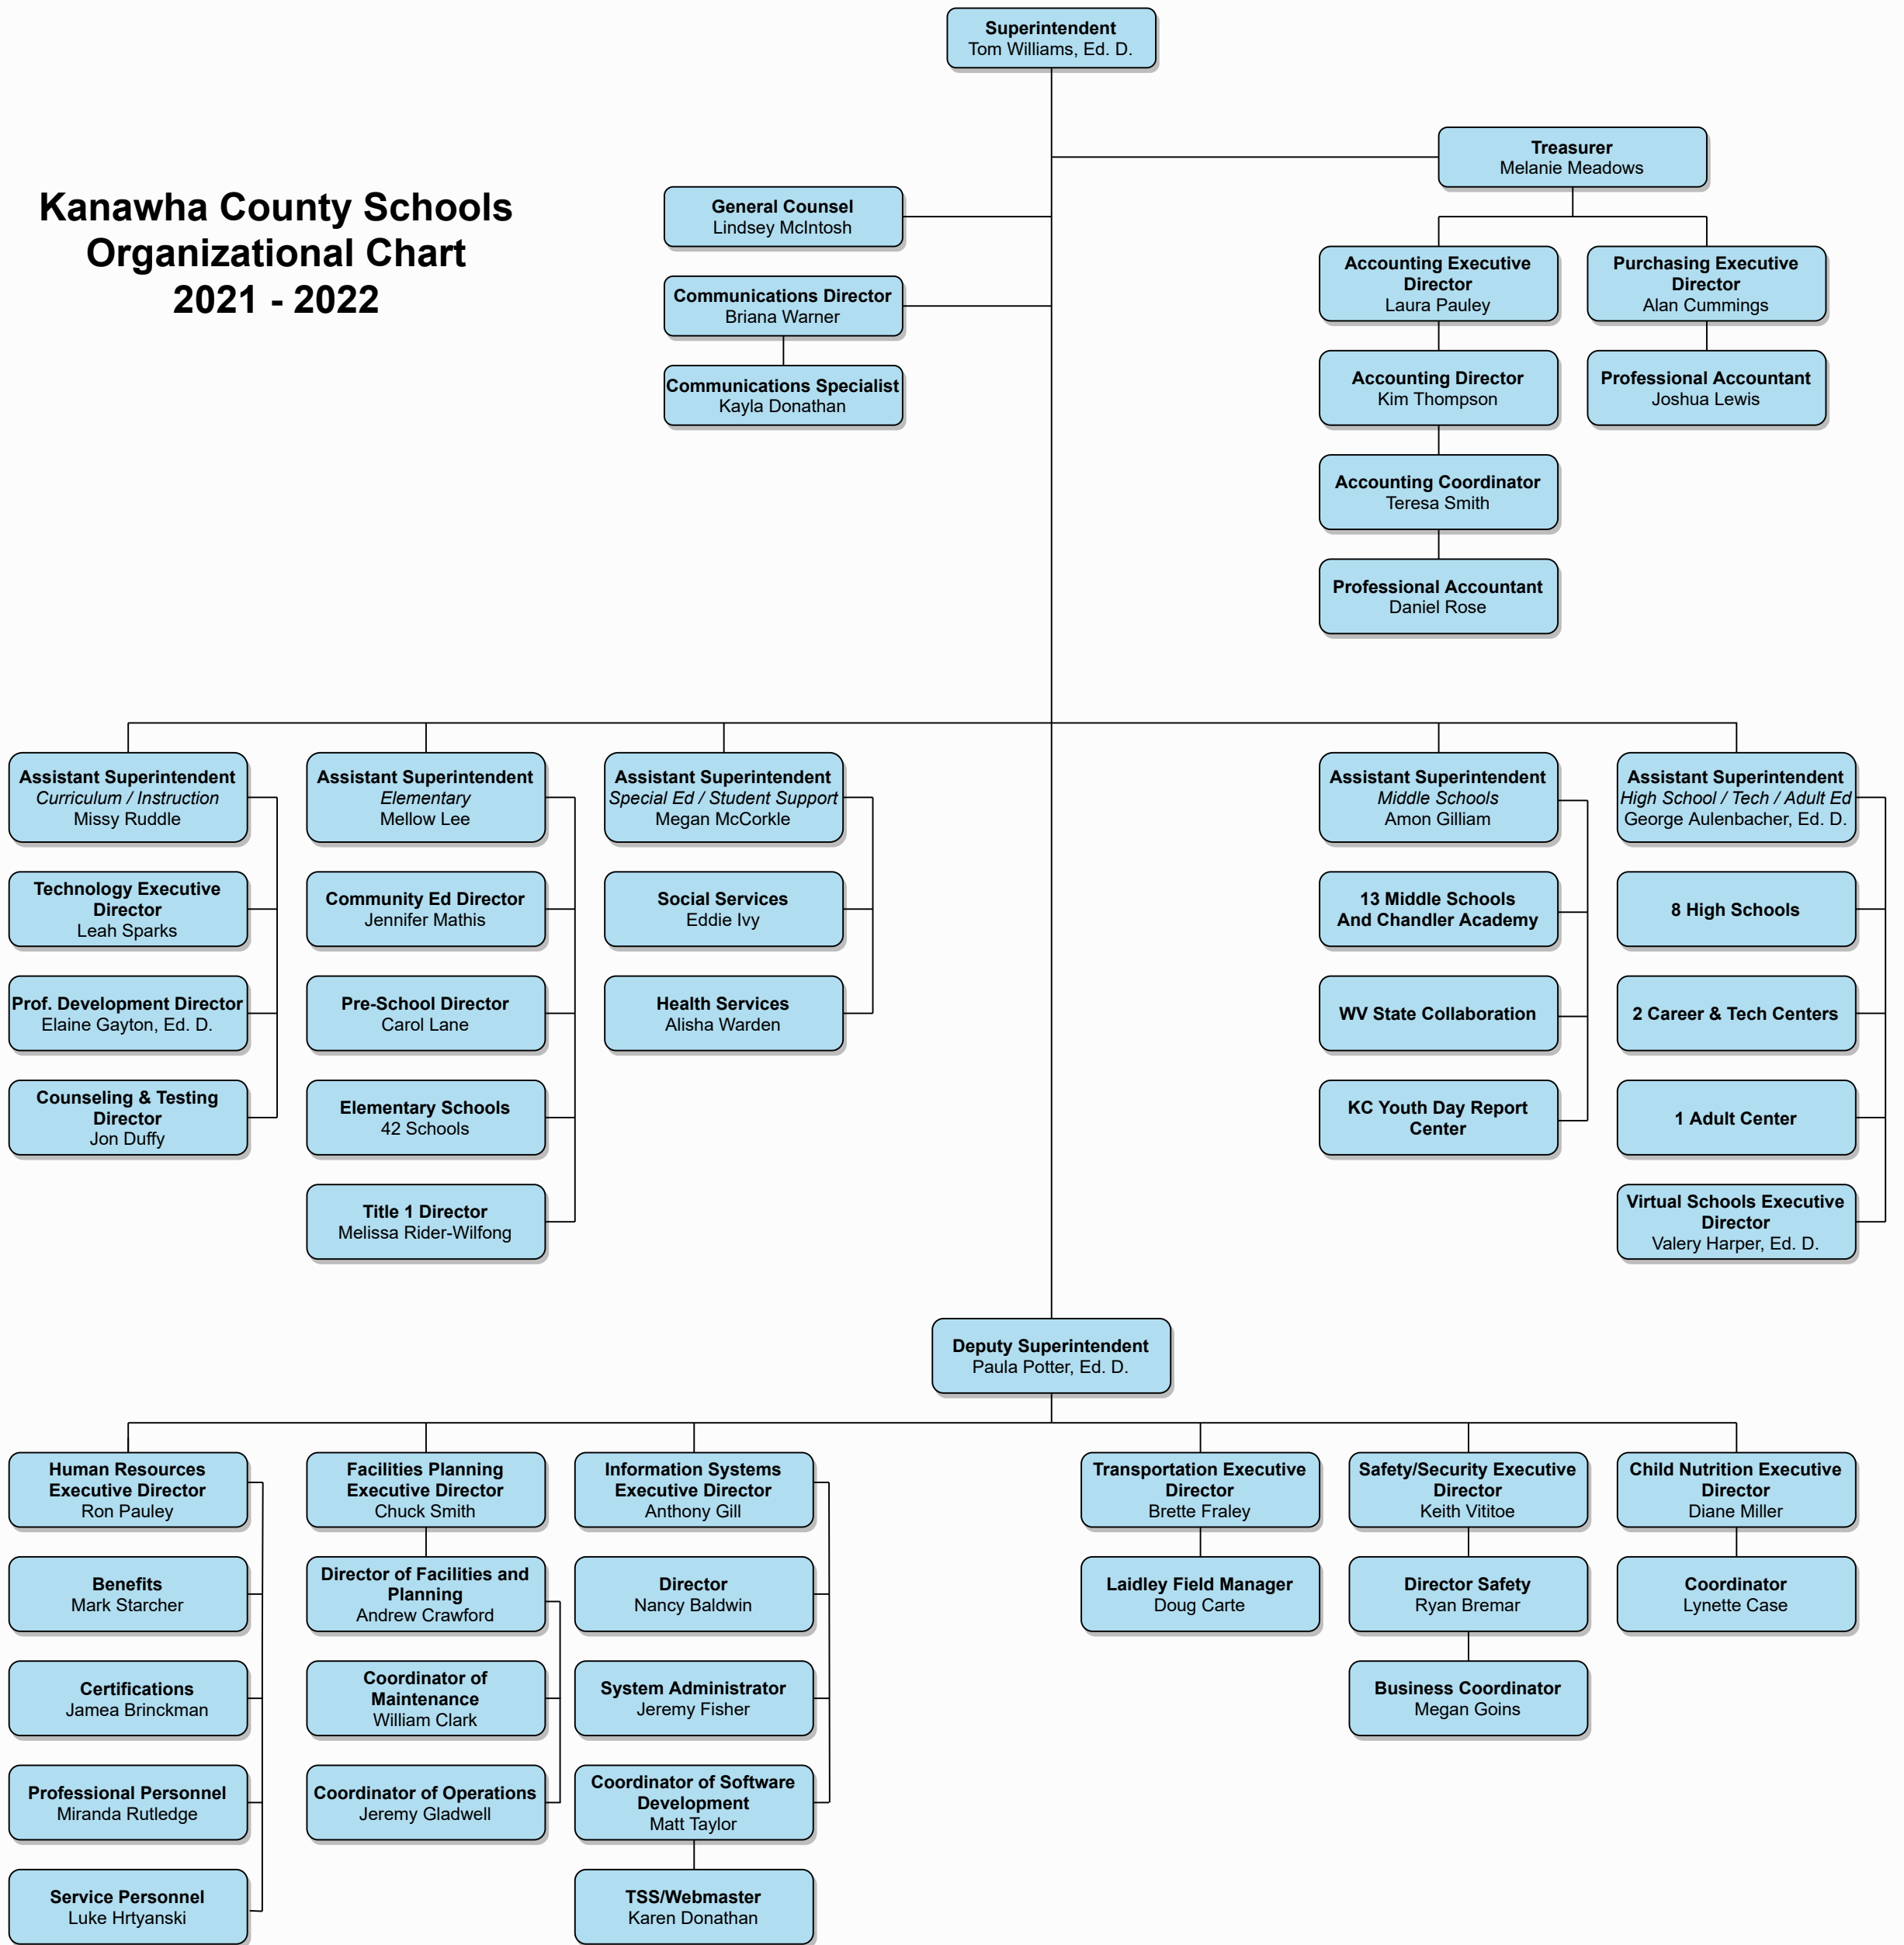 Superintendent
Tom Williams, Ed. D.
Treasurer
Melanie Meadows
Kanawha County Schools
Organizational Chart
2021 - 2022
General Counsel
Lindsey McIntosh
Communications Director
Briana Warner
Communications Specialist
Kayla Donathan
Accounting Executive
Director
Laura Pauley
Purchasing Executive
Director
Alan Cummings
Accounting Director
Kim Thompson
Professional Accountant
Joshua Lewis
Accounting Coordinator
Teresa Smith
Professional Accountant
Daniel Rose
Assistant Superintendent
Curriculum / Instruction
Missy Ruddle
Technology Executive
Director
Leah Sparks
Prof. Development Director
Elaine Gayton, Ed. D.
Counseling & Testing
Director
Jon Duffy
Assistant Superintendent
Elementary
Mellow Lee
Community Ed Director
Jennifer Mathis
Pre-School Director
Carol Lane
Elementary Schools
42 Schools
Title 1 Director
Melissa Rider-Wilfong
Assistant Superintendent
Special Ed / Student Support
Megan McCorkle
Social Services
Eddie Ivy
Health Services
Alisha Warden
Assistant Superintendent
Middle Schools
Amon Gilliam
13 Middle Schools
And Chandler Academy
WV State Collaboration
KC Youth Day Report
Center
Assistant Superintendent
High School / Tech / Adult Ed
George Aulenbacher, Ed. D.
8 High Schools
2 Career & Tech Centers
1 Adult Center
Virtual Schools Executive
Director
Valery Harper, Ed. D.
Deputy Superintendent
Paula Potter, Ed. D.
Human Resources
Executive Director
Ron Pauley
Benefits
Mark Starcher
Certifications
Jamea Brinckman
Professional Personnel
Miranda Rutledge
Service Personnel
Luke Hrtyanski
Facilities Planning
Executive Director
Chuck Smith
Director of Facilities and
Planning
Andrew Crawford
Coordinator of
Maintenance
William Clark
Coordinator of Operations
Jeremy Gladwell
Information Systems
Executive Director
Anthony Gill
Director
Nancy Baldwin
System Administrator
Jeremy Fisher
Coordinator of Software
Development
Matt Taylor
TSS/Webmaster
Karen Donathan
Transportation Executive
Director
Brette Fraley
Laidley Field Manager
Doug Carte
Safety/Security Executive
Director
Keith Vititoe
Director Safety
Ryan Bremar
Business Coordinator
Megan Goins
Child Nutrition Executive
Director
Diane Miller
Coordinator
Lynette Case